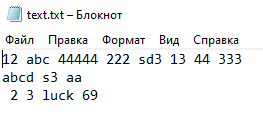 text.txt – Блокнот
Файл Правка Формат Вид Справка
12 abc 44444 222 sd3 13 44 333
abcd s3 aa
 2 3 luck 69